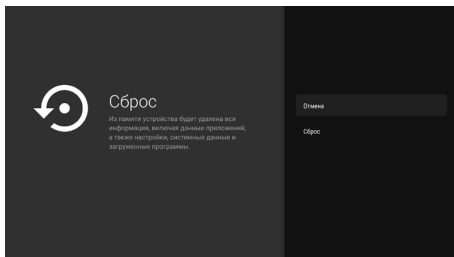 Сброс
Из памяти устройства будет удалена вся
информация, включая данные приложений,
а также настройки, системные данные и
загруженные программы.
Отмена
Сброс